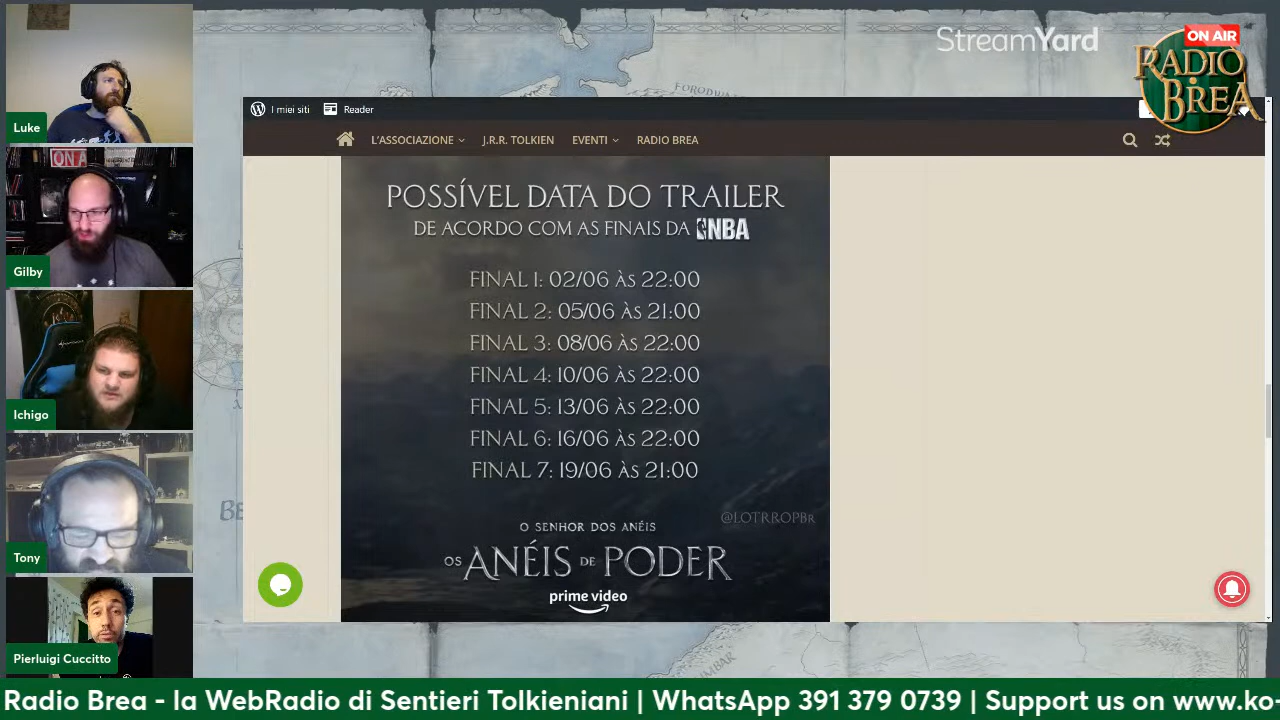 StreamYard
ON AIR
RADIO
BREA
FORODWA
I miei siti
Reader
L'ASSOCIAZIONE
J.R.R. TOLKIEN
EVENTI
RADIO BREA
POSSÍVEL DATA DO TRAILER
DE ACORDO COM AS FINAIS DA NBA
FINAL 1: 02/06 ÀS 22:00
FINAL 2: 05/06 ÀS 21:00
FINAL 3: 08/06 ÀS 22:00
FINAL 4: 10/06 ÀS 22:00
FINAL 5: 13/06 ÀS 22:00
FINAL 6: 16/06 ÀS 22:00
FINAL 7: 19/06 ÀS 21:00
@LOTRROPBR
O SENHOR DOS ANÉIS
OS ANÉIS DE PODER
prime video
Luke
ON A
Gilby
Ichigo
Tony
Pierluigi Cuccitto
Radio Brea - la WebRadio di Sentieri Tolkieniani | WhatsApp 391 379 0739 | Support us on www.ko-